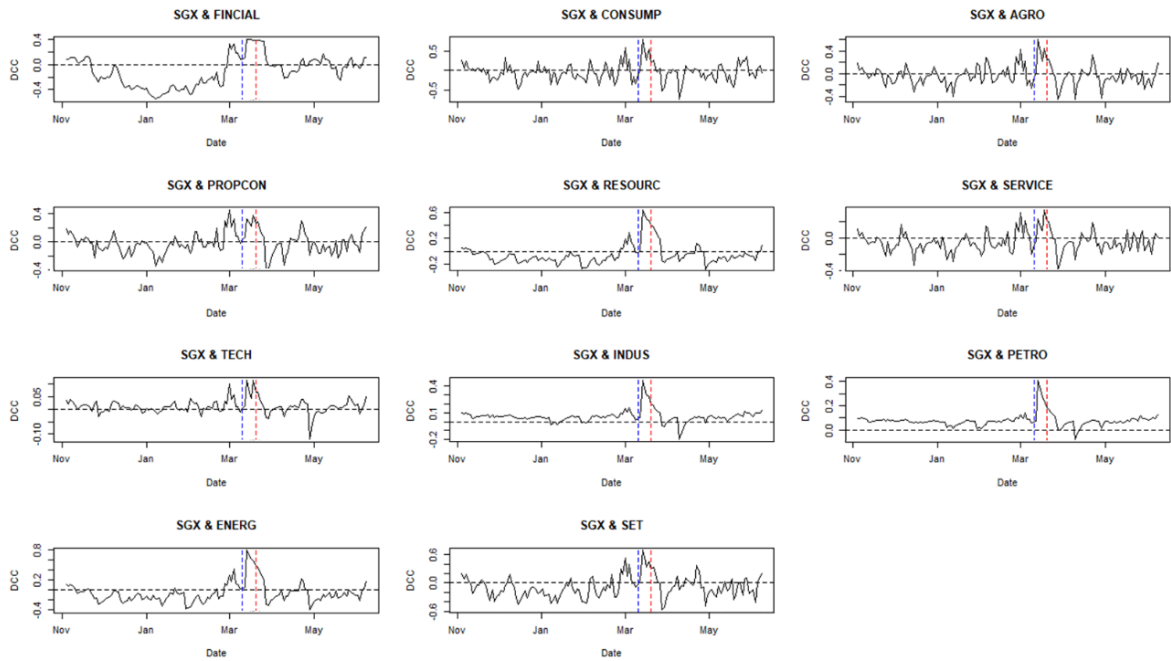 SGX & FINCIAL
SGX & CONSUMP
SGX & AGRO
DCC
0.4
0.0
-0.4
Nov
Jan
Mar
May
Date
DCC
0.5
-0.5
Nov
Jan
Mar
May
Date
DCC
0.4
0.0
-0.4
Nov
Jan
Mar
May
Date
SGX & PROPCON
SGX & RESOURC
SGX & SERVICE
DCC
0.4
0.0
-0.4
Nov
Jan
Mar
May
Date
DCC
0.6
0.2
-0.2
Nov
Jan
Mar
May
Date
DCC
0.0
-0.4
Nov
Jan
Mar
May
Date
SGX & TECH
SGX & INDUS
SGX & PETRO
DCC
0.05
-0.10
Nov
Jan
Mar
May
Date
DCC
0.4
0.1
-0.2
Nov
Jan
Mar
May
Date
DCC
0.4
0.2
0.0
Nov
Jan
Mar
May
Date
SGX & ENERG
SGX & SET
DCC
0.8
0.2
-0.4
Nov
Jan
Mar
May
Date
DCC
0.6
0.0
-0.6
Nov
Jan
Mar
May
Date